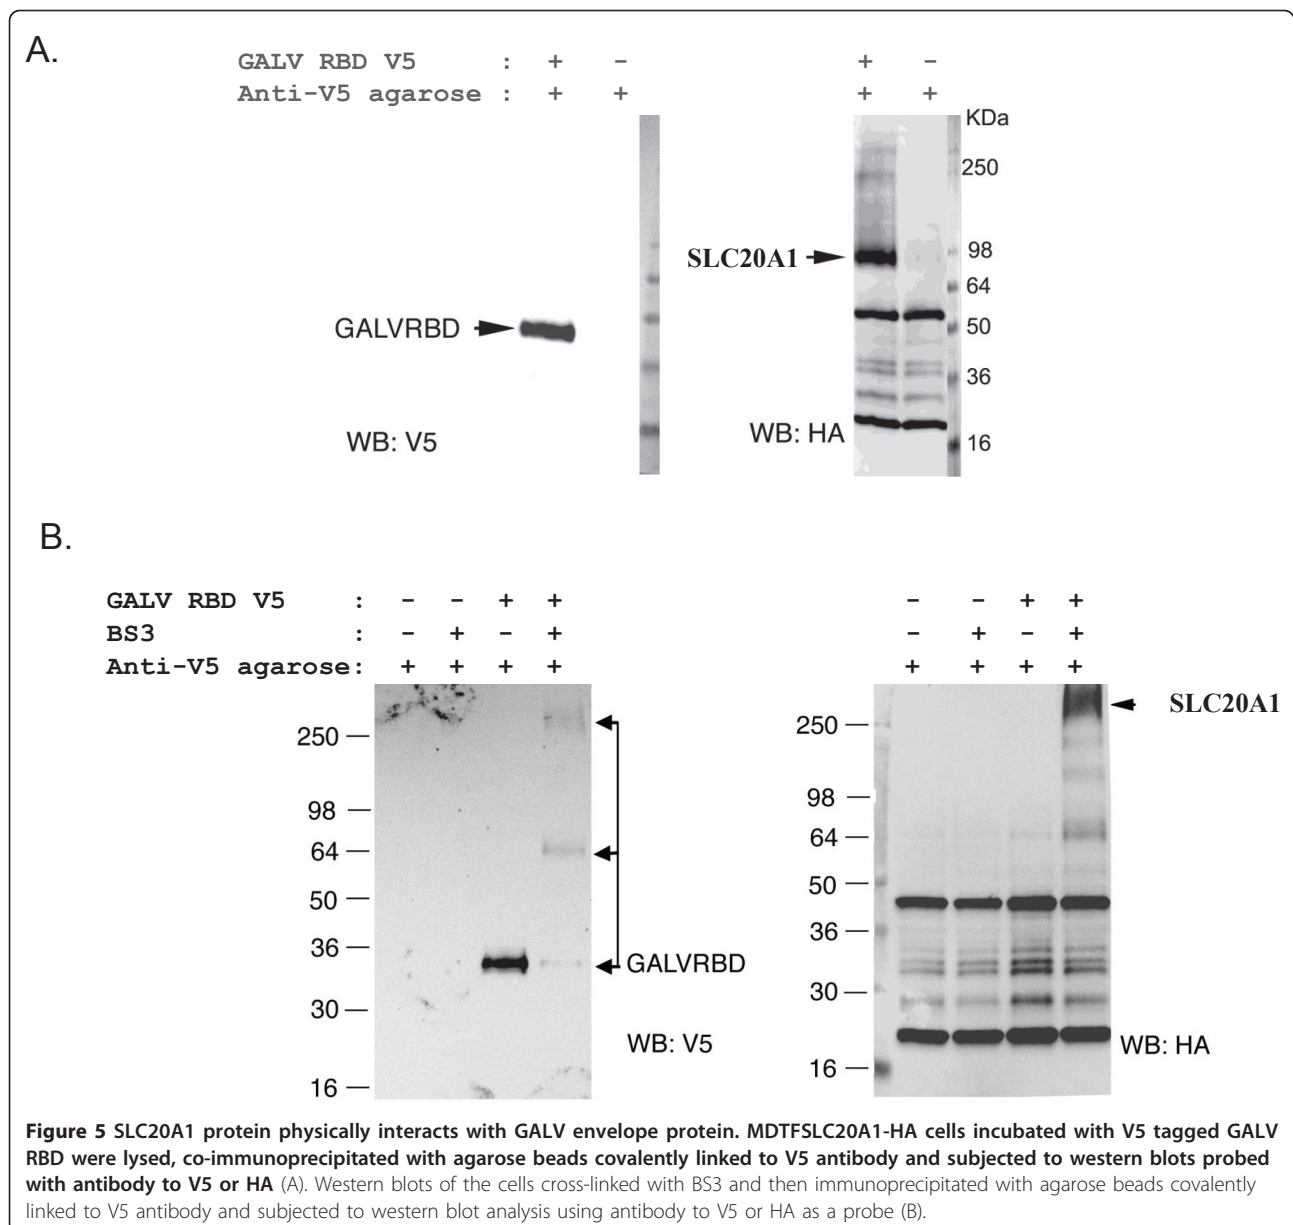 A.
GALV RBD V5 : + – + –
Anti-V5 agarose : + + + +
KDa
250
SLC20A1
98
64
GALVRBD
50
36
WB: V5
WB: HA
16
B.
GALV RBD V5 : – – + + – – + +
BS3 : – + – + – + – +
Anti-V5 agarose: + + + + + + + +
SLC20A1
250
250
98
98
64
64
50
50
36
36
GALVRBD
30
30
WB: V5
WB: HA
16
16
Figure 5 SLC20A1 protein physically interacts with GALV envelope protein. MDTFSLC20A1-HA cells incubated with V5 tagged GALV
RBD were lysed, co-immunoprecipitated with agarose beads covalently linked to V5 antibody and subjected to western blots probed
with antibody to V5 or HA (A). Western blots of the cells cross-linked with BS3 and then immunoprecipitated with agarose beads covalently
linked to V5 antibody and subjected to western blot analysis using antibody to V5 or HA as a probe (B).